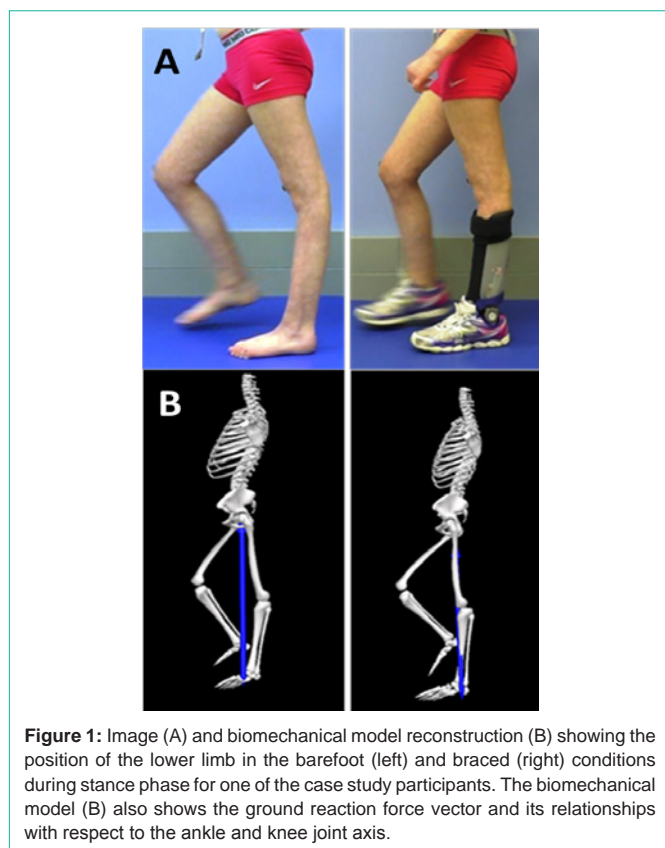 A
B
Figure 1: Image (A) and biomechanical model reconstruction (B) showing the
position of the lower limb in the barefoot (left) and braced (right) conditions
during stance phase for one of the case study participants. The biomechanical
model (B) also shows the ground reaction force vector and its relationships
with respect to the ankle and knee joint axis.